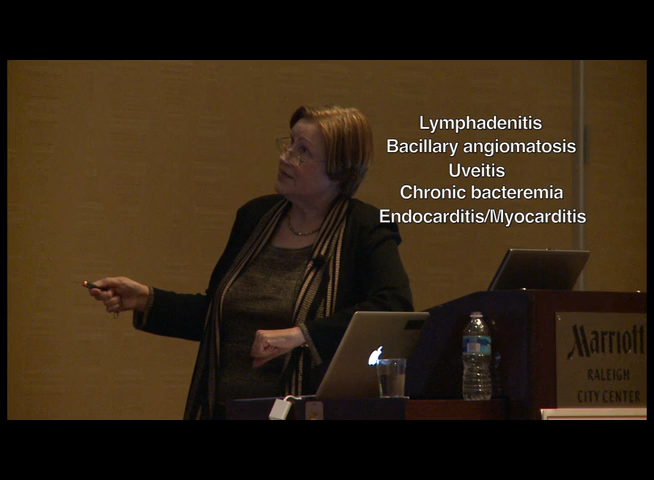 Lymphadenitis
Bacillary angiomatosis
Uveitis
Chronic bacteremia
Endocarditis/Myocarditis
Marriott
RALEIGH
CITY CENTER